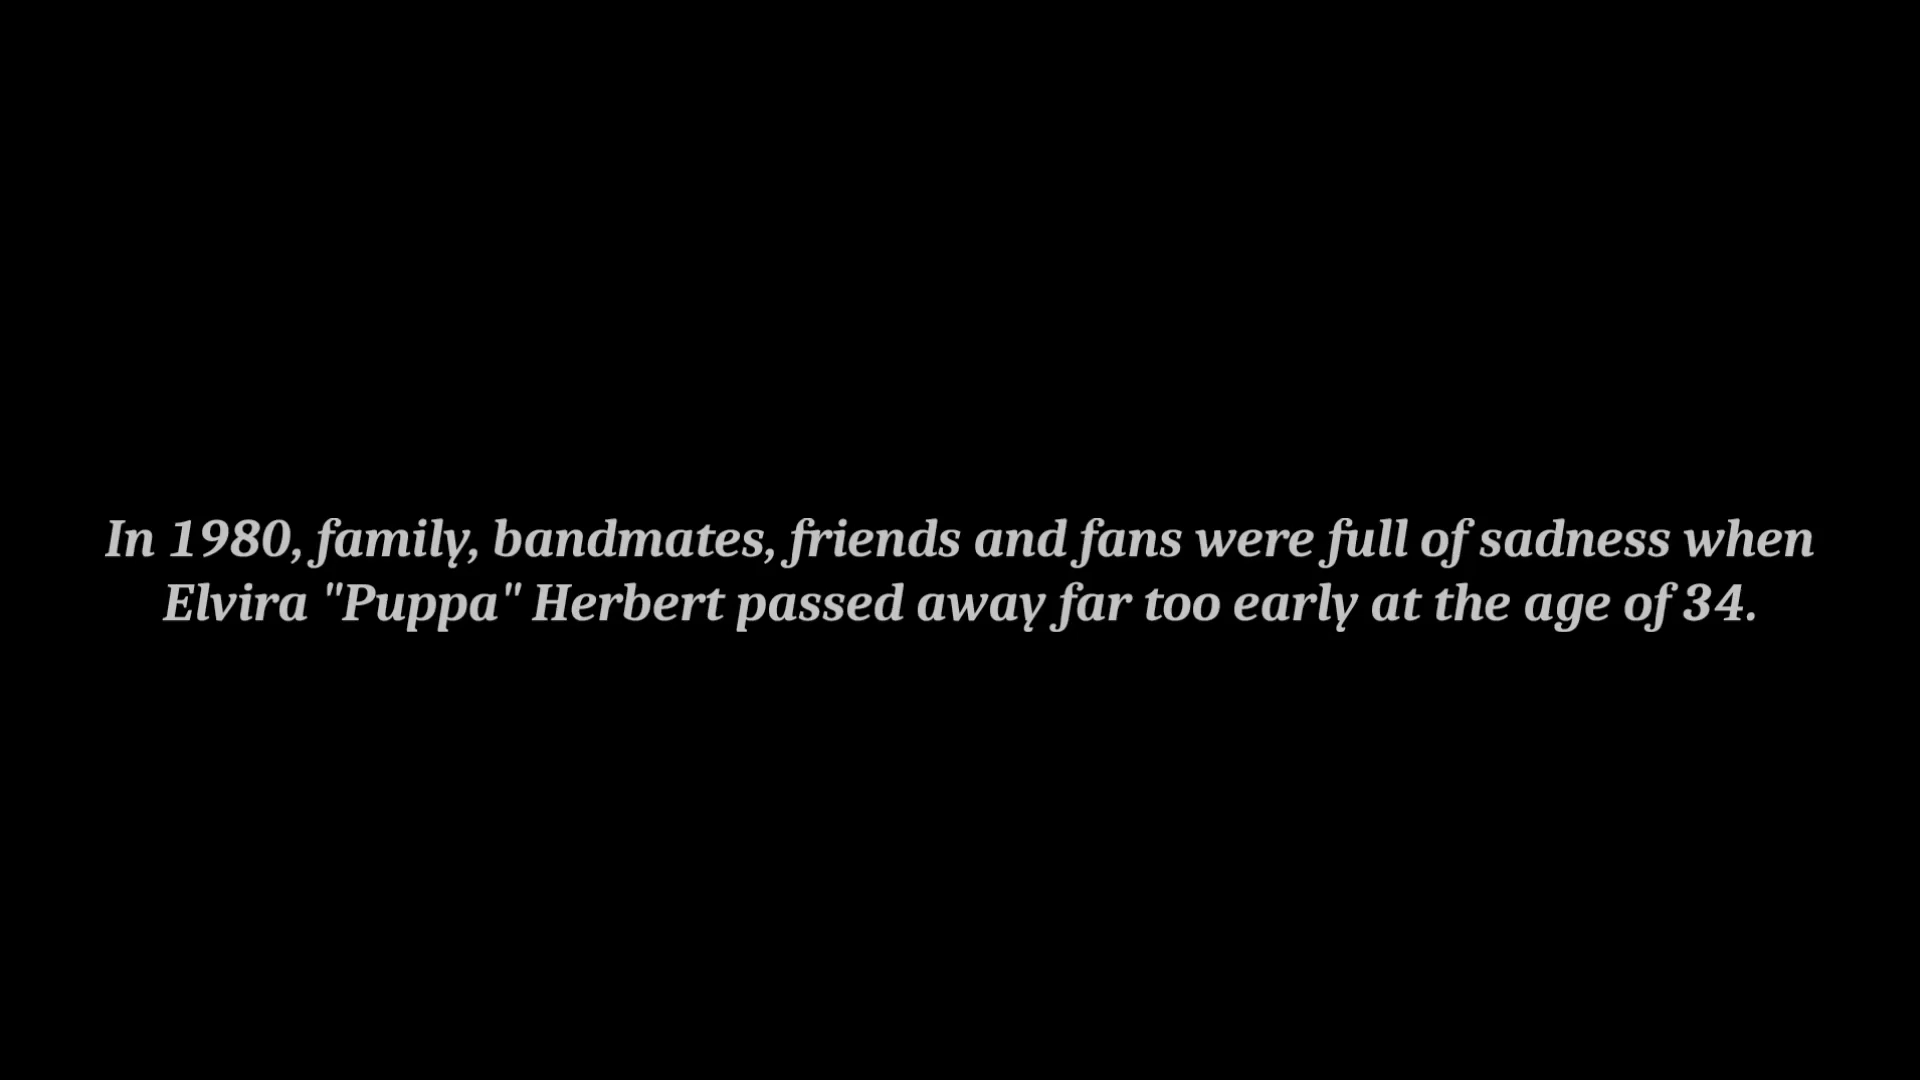 In 1980, family, bandmates, friends and fans were full of sadness when
Elvira "Puppa" Herbert passed away far too early at the age of 34.